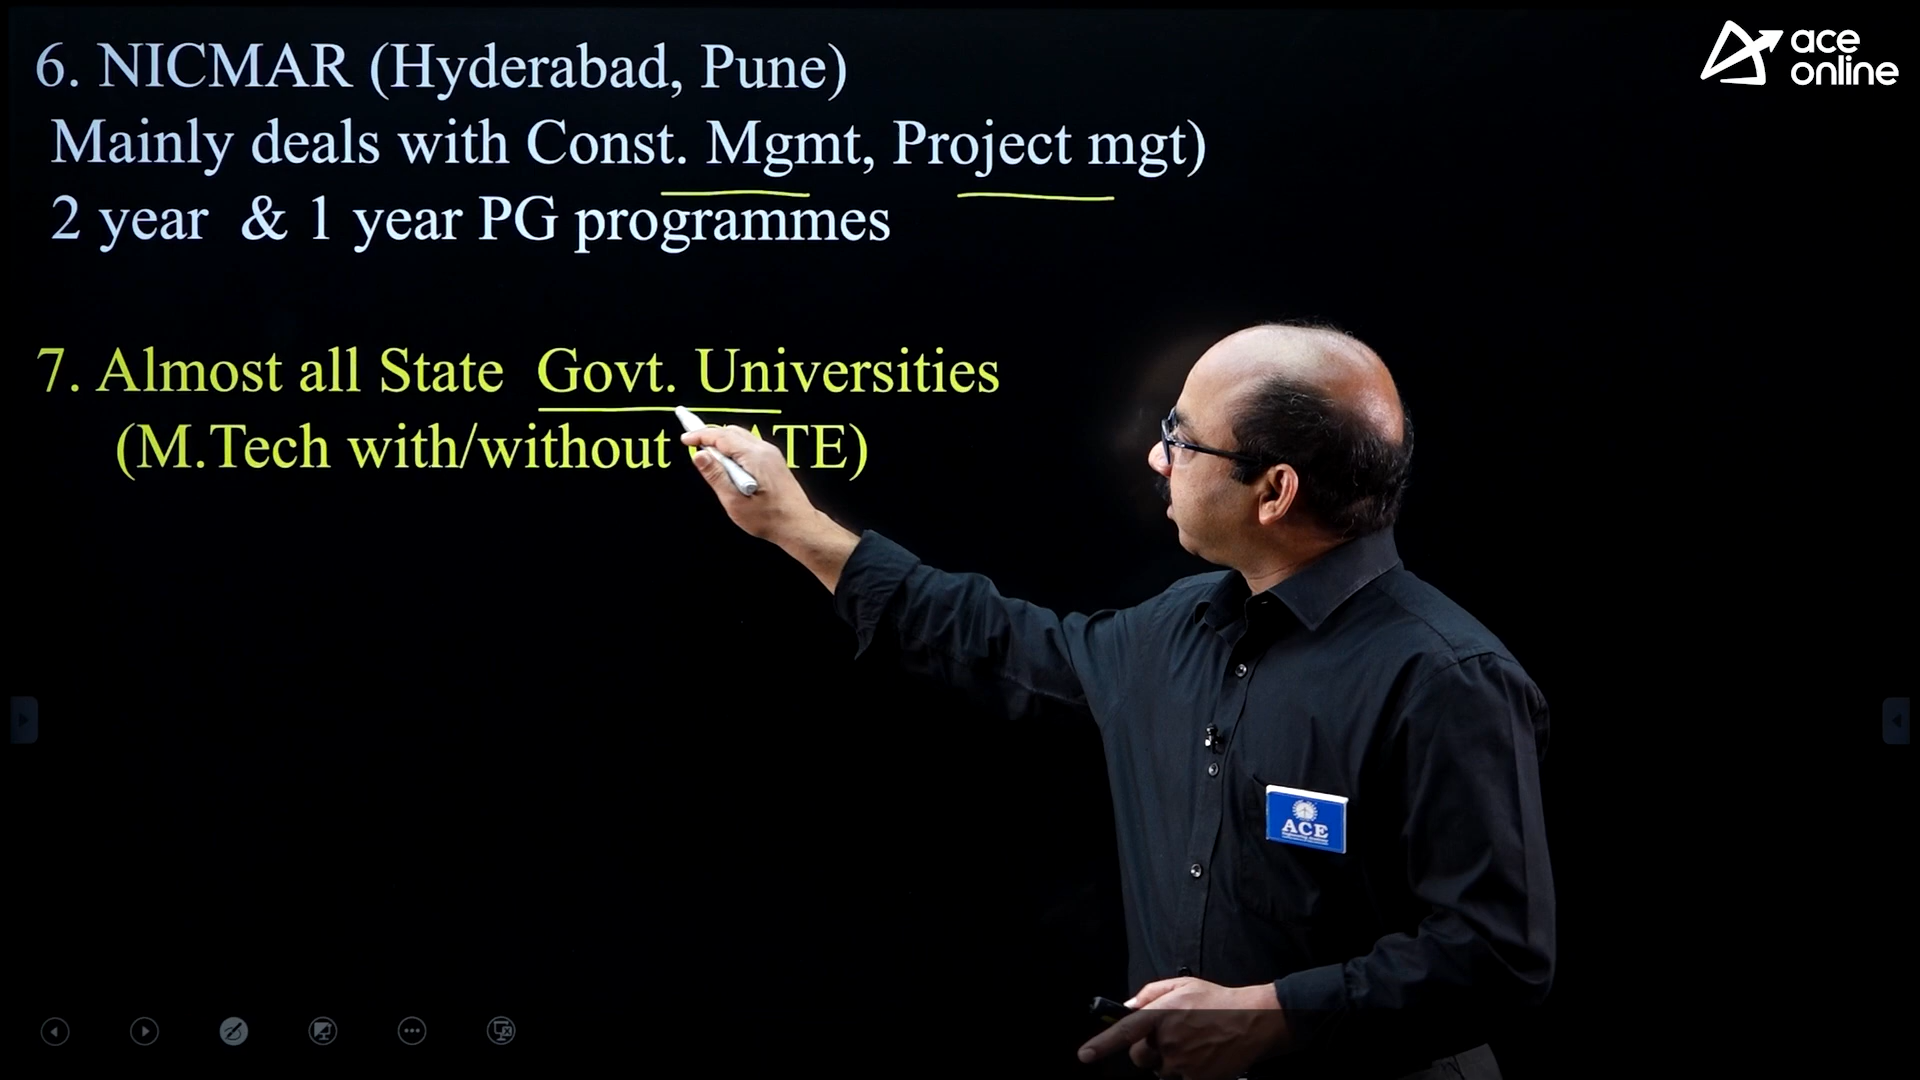 6. NICMAR (Hyderabad, Pune)
Mainly deals with Const. Mgmt, Project mgt)
2 year & 1 year PG programmes
7. Almost all State Govt. Universities
(M.Tech with/without GATE)
ace
online
ACE